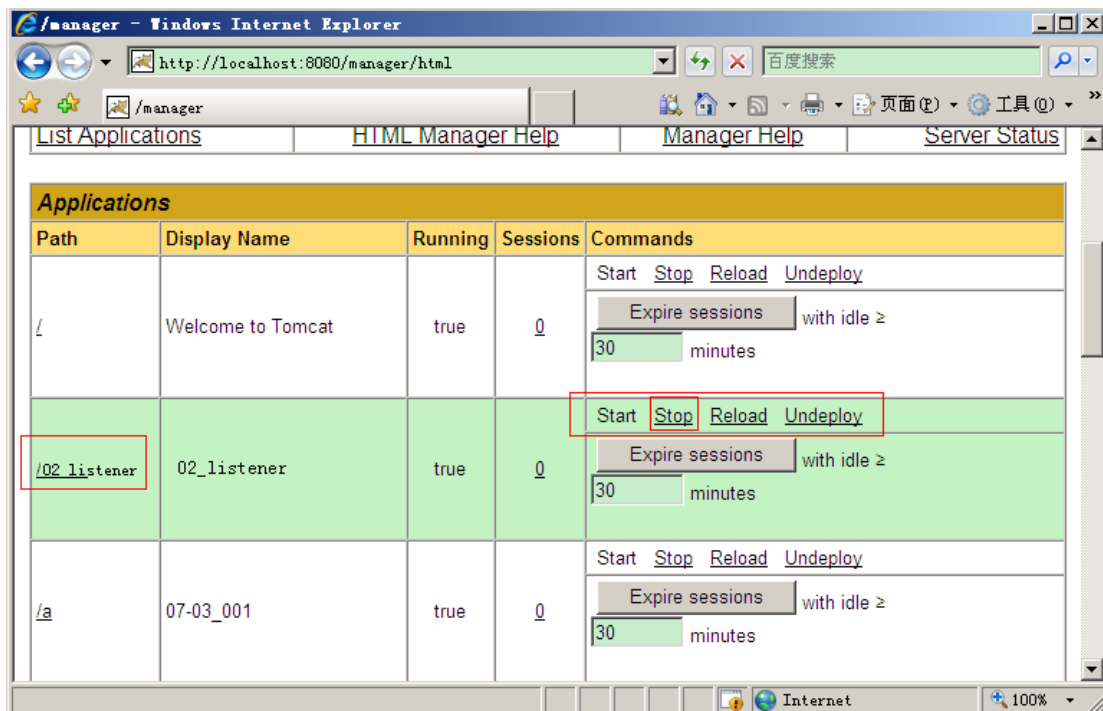 /manager - Windows Internet Explorer
http://localhost:8080/manager/html 百度搜索
/manager 页面(P) 工具(O) »
List Applications HTML Manager Help Manager Help Server Status
Applications
Path Display Name Running Sessions Commands
Start Stop Reload Undeploy
/ Welcome to Tomcat true 0 Expire sessions with idle ≥
30 minutes
Start Stop Reload Undeploy
/02_listener 02_listener true 0 Expire sessions with idle ≥
30 minutes
Start Stop Reload Undeploy
/a 07-03_001 true 0 Expire sessions with idle ≥
30 minutes
Internet 100%